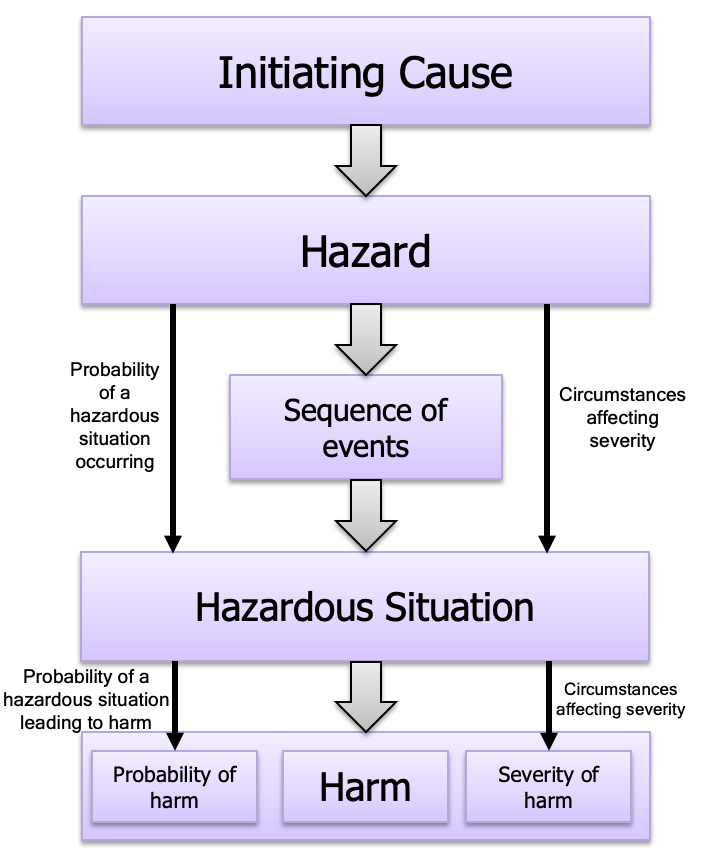 Initiating Cause
Hazard
Probability
of a
hazardous
situation
occurring
Sequence of
events
Circumstances
affecting
severity
Hazardous Situation
Probability of a
hazardous situation
leading to harm
Circumstances
affecting severity
Probability of
harm
Harm
Severity of
harm